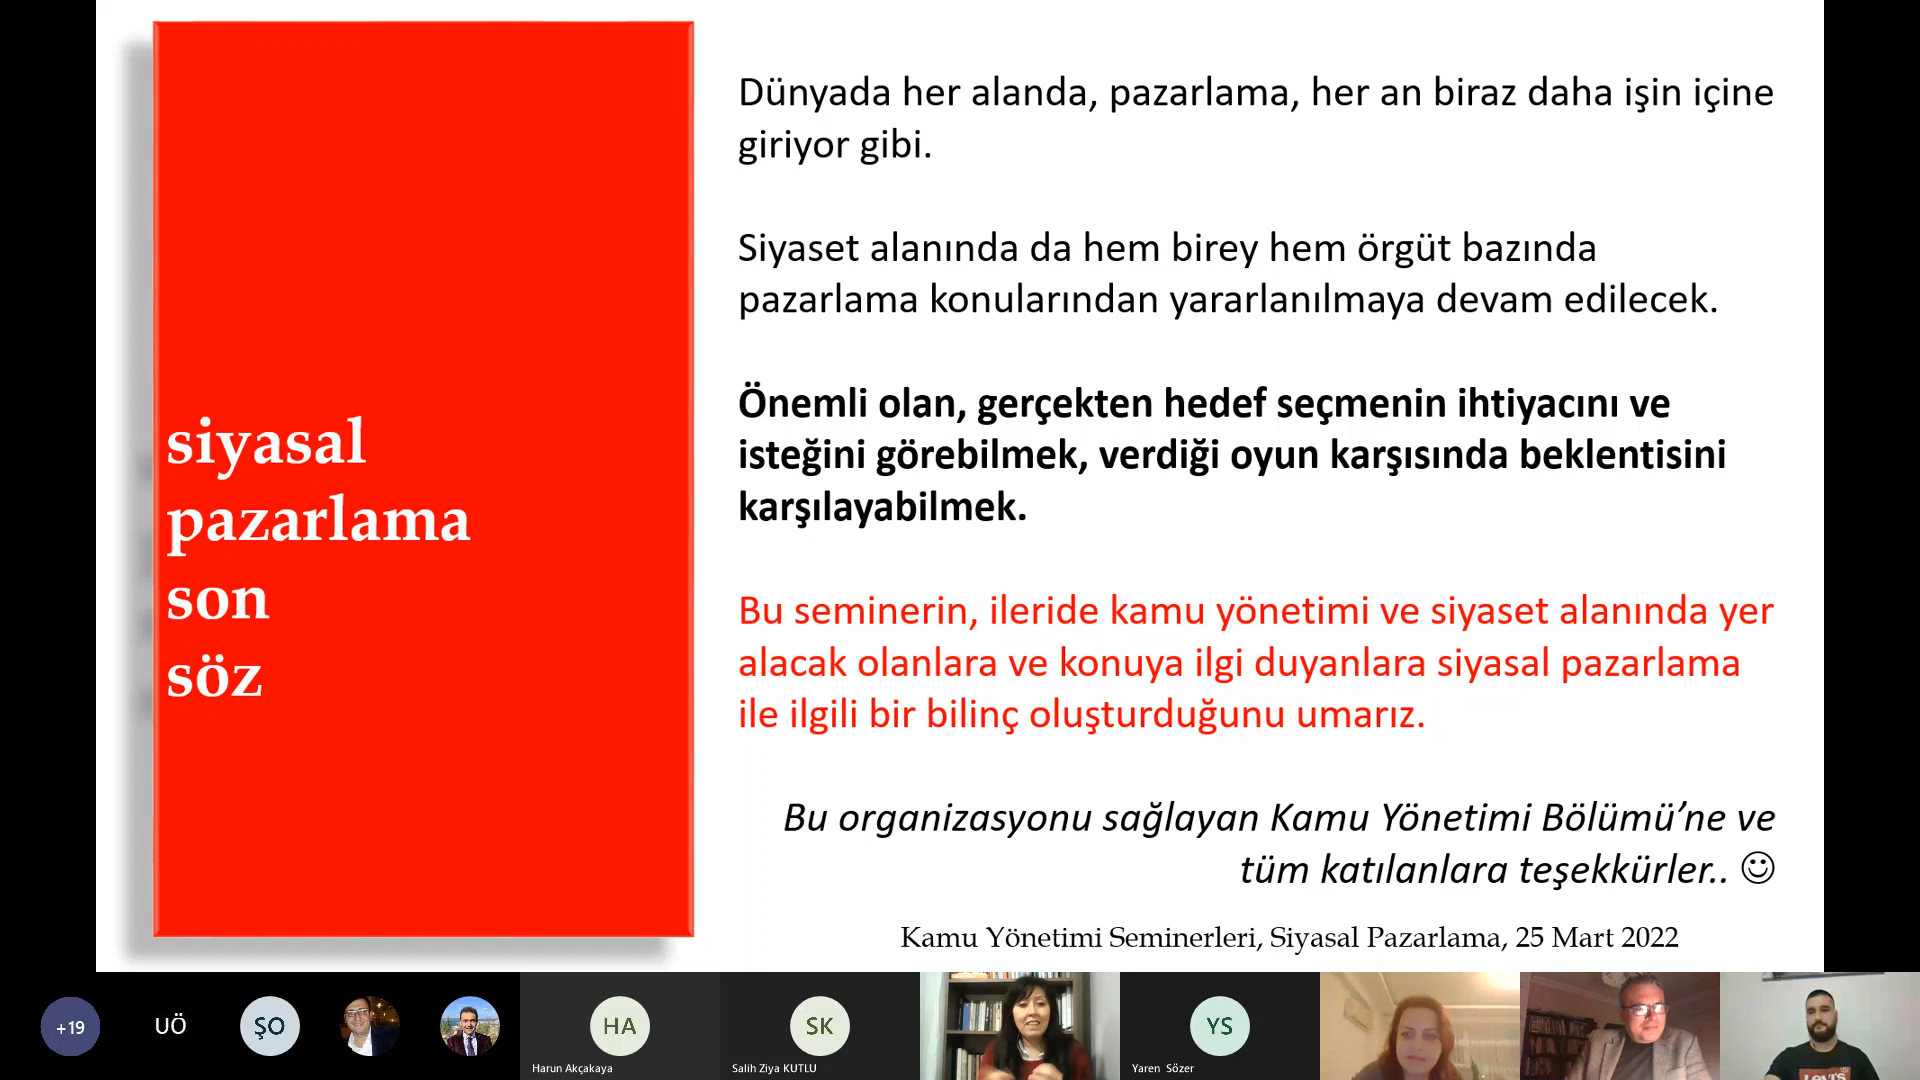 siyasal
pazarlama
son
söz
Dünyada her alanda, pazarlama, her an biraz daha işin içine
giriyor gibi.
Siyaset alanında da hem birey hem örgüt bazında
pazarlama konularından yararlanılmaya devam edilecek.
Önemli olan, gerçekten hedef seçmenin ihtiyacını ve
isteğini görebilmek, verdiği oyun karşısında beklentisini
karşılayabilmek.
Bu seminerin, ileride kamu yönetimi ve siyaset alanında yer
alacak olanlara ve konuya ilgi duyanlara siyasal pazarlama
ile ilgili bir bilinç oluşturduğunu umarız.
Bu organizasyonu sağlayan Kamu Yönetimi Bölümü’ne ve
tüm katılanlara teşekkürler.. ☺
Kamu Yönetimi Seminerleri, Siyasal Pazarlama, 25 Mart 2022
+19
UÖ
ŞO
HA
Harun Akçakaya
SK
Salih Ziya KUTLU
YS
Yaren Sözer
LEVI'S